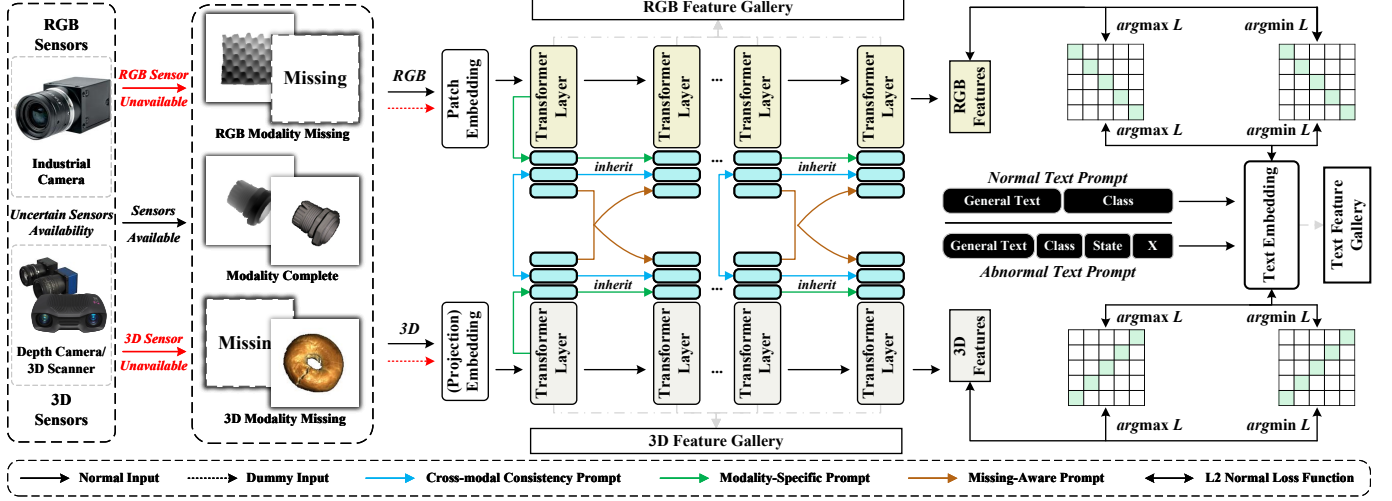 RGB
Sensors
Industrial
Camera
Uncertain Sensors
Availability
Depth Camera/
3D Scanner
3D
Sensors
RGB Sensor
Unavailable
Sensors
Available
3D Sensor
Unavailable
Missing
RGB Modality Missing
Modality Complete
Missin
3D Modality Missing
RGB
3D
Patch
Embedding
(Projection)
Embedding
RGB Feature Gallery
Transformer
Layer
Transformer
Layer
...
Transformer
Layer
Transformer
Layer
inherit
...
inherit
inherit
...
inherit
Transformer
Layer
Transformer
Layer
...
Transformer
Layer
Transformer
Layer
3D Feature Gallery
RGB
Features
3D
Features
argmax L
argmin L
argmax L
argmin L
Normal Text Prompt
General Text
Class
General Text
Class
State
X
Abnormal Text Prompt
Text Embedding
Text Feature
Gallery
argmax L
argmin L
argmax L
argmin L
Normal Input
Dummy Input
Cross-modal Consistency Prompt
Modality-Specific Prompt
Missing-Aware Prompt
L2 Normal Loss Function